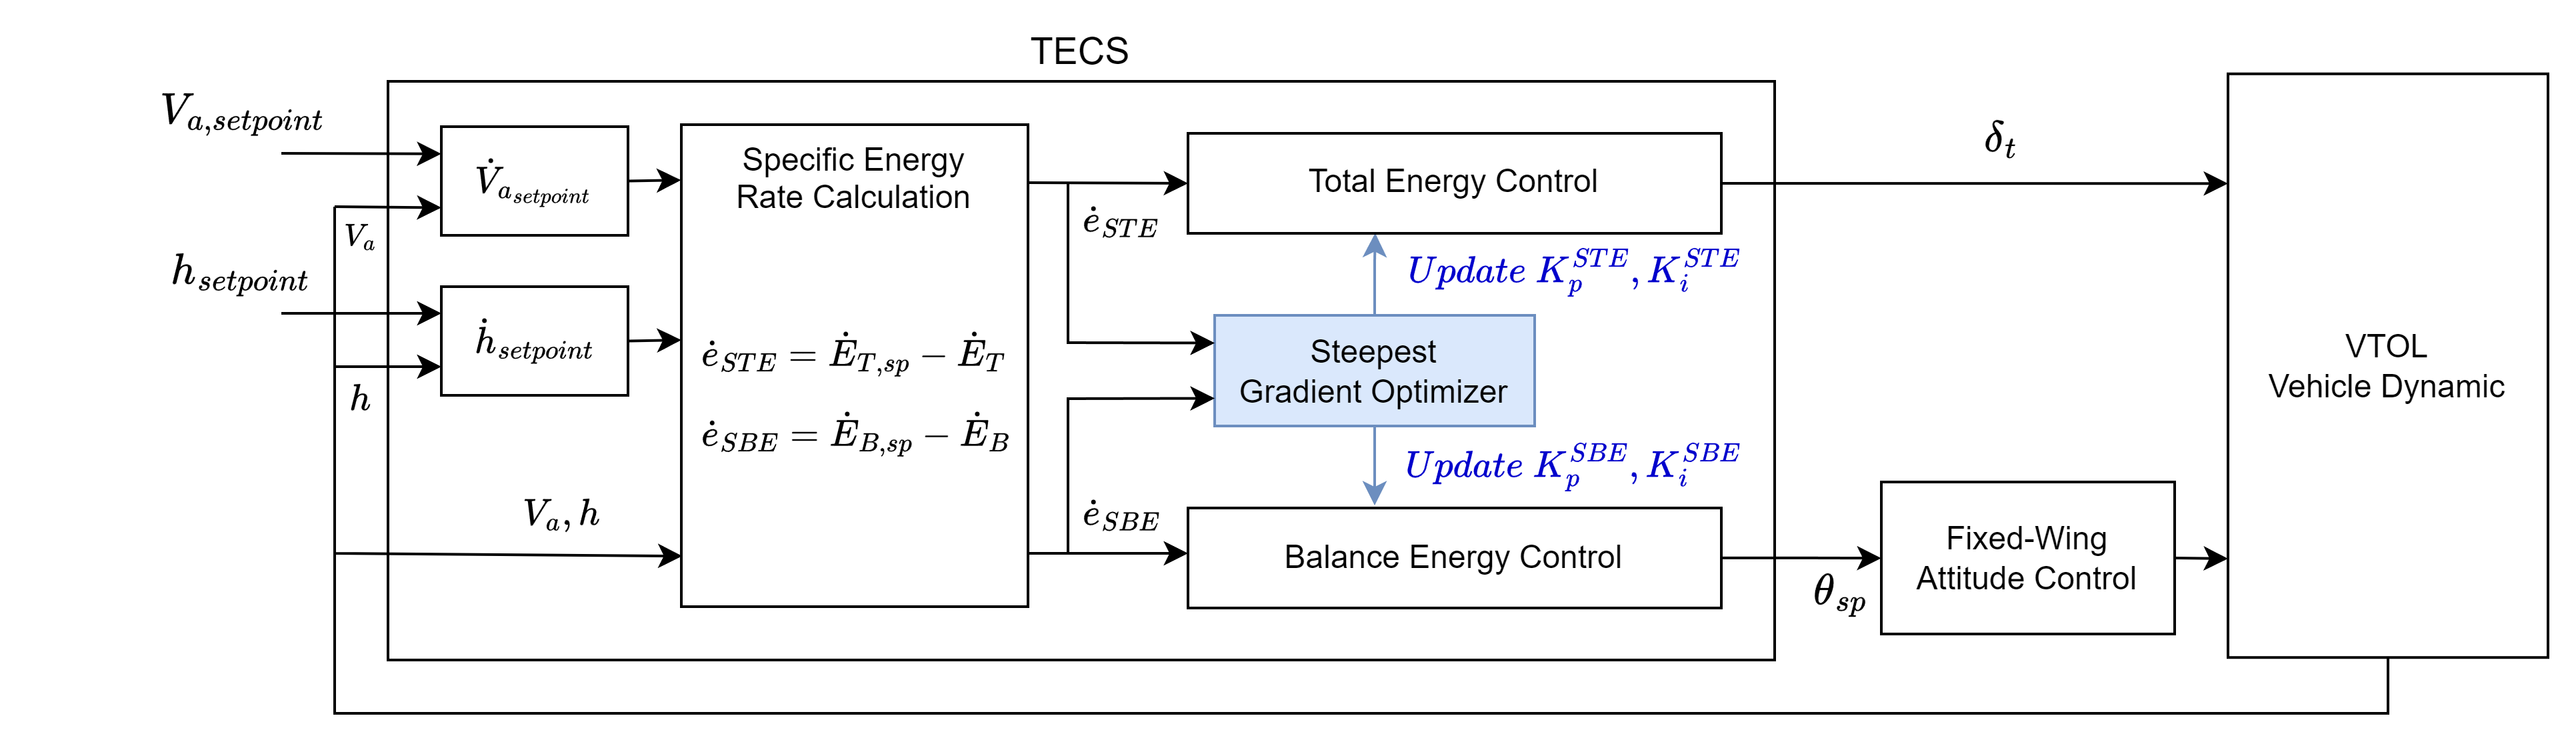 TECS
V_{a,setpoint}
\dot{V}_{a_{setpoint}}
V_a
h_{setpoint}
\dot{h}_{setpoint}
h
V_a, h
Specific Energy
Rate Calculation
\dot{e}_{STE} = \dot{E}_{T,sp} − \dot{E}_T
\dot{e}_{SBE} = \dot{E}_{B,sp} − \dot{E}_B
\dot{e}_{STE}
\dot{e}_{SBE}
Total Energy Control
Update K_p^{STE}, K_i^{STE}
Steepest
Gradient Optimizer
Update K_p^{SBE}, K_i^{SBE}
Balance Energy Control
δ_t
θ_{sp}
Fixed-Wing
Attitude Control
VTOL
Vehicle Dynamic